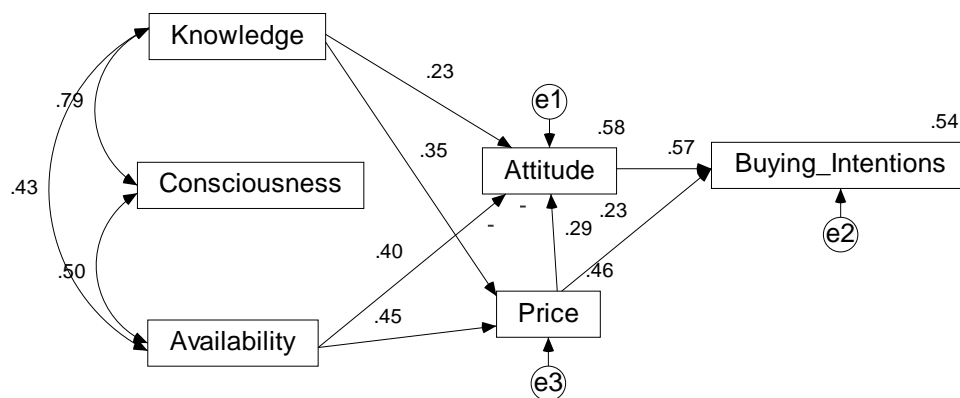 Knowledge
.79
.23
e1
.58
.54
.35
.57
Attitude
Buying_Intentions
Consciousness
.43
-
.23
-
.29
e2
.40
.50
.46
.45
Price
Availability
e3